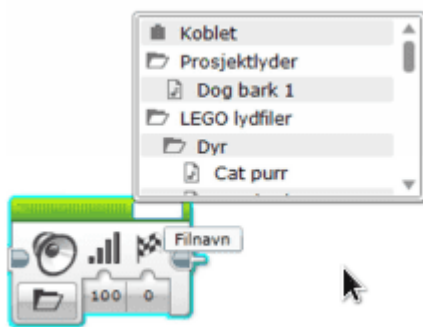 Koblet
Prosjektlyder
Dog bark 1
LEGO lydfiler
Dyr
Cat purr
Filnavn
100 0